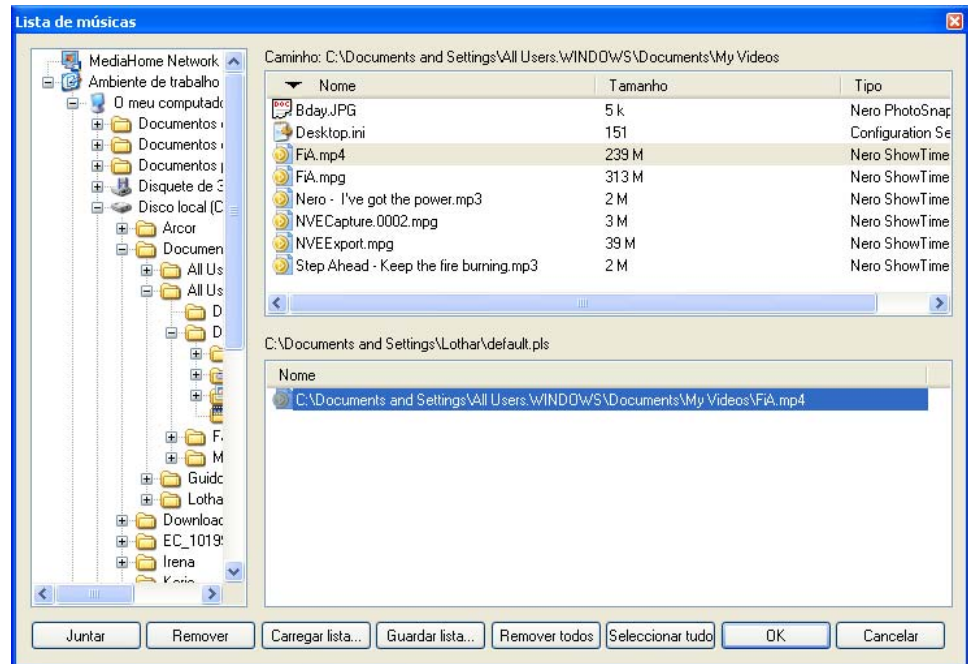 Lista de músicas
MediaHome Network
Ambiente de trabalho
O meu computado
Documentos
Documentos
Documentos p
Disquete de 3
Disco local (C
Arcor
Documen
All Us
All Us
D
D
F
M
Guido
Lotha
Download
EC_1019
Irena
Caminho: C:\Documents and Settings\All Users.WINDOWS\Documents\My Videos
Nome Tamanho Tipo
DOC Bday.JPG 5 k Nero PhotoSnap
Desktop.ini 151 Configuration Se
FiA.mp4 239 M Nero ShowTime
FiA.mpg 313 M Nero ShowTime
Nero - I've got the power.mp3 2 M Nero ShowTime
NVECapture.0002.mpg 3 M Nero ShowTime
NVEExport.mpg 39 M Nero ShowTime
Step Ahead - Keep the fire burning.mp3 2 M Nero ShowTime
C:\Documents and Settings\Lothar\default.pls
Nome
C:\Documents and Settings\All Users.WINDOWS\Documents\My Videos\FiA.mp4
Juntar Remover Carregar lista... Guardar lista... Remover todos Seleccionar tudo OK Cancelar